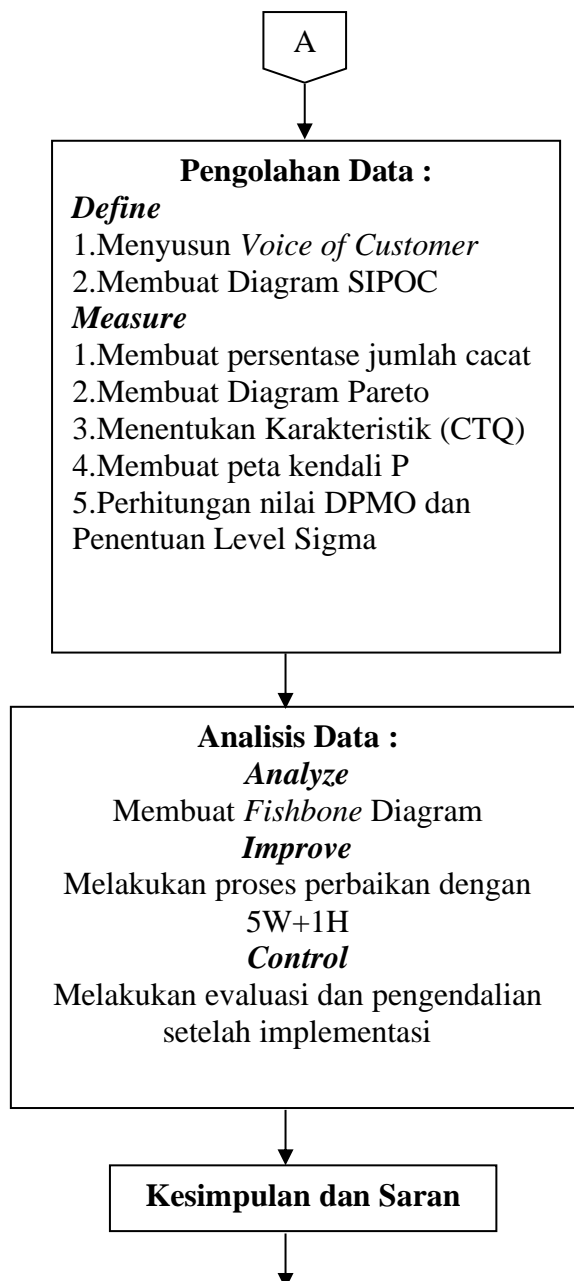 A
Pengolahan Data :
Define
1.Menyusun Voice of Customer
2.Membuat Diagram SIPOC
Measure
1.Membuat persentase jumlah cacat
2.Membuat Diagram Pareto
3.Menentukan Karakteristik (CTQ)
4.Membuat peta kendali P
5.Perhitungan nilai DPMO dan
Penentuan Level Sigma
Analisis Data :
Analyze
Membuat Fishbone Diagram
Improve
Melakukan proses perbaikan dengan
5W+1H
Control
Melakukan evaluasi dan pengendalian
setelah implementasi
Kesimpulan dan Saran